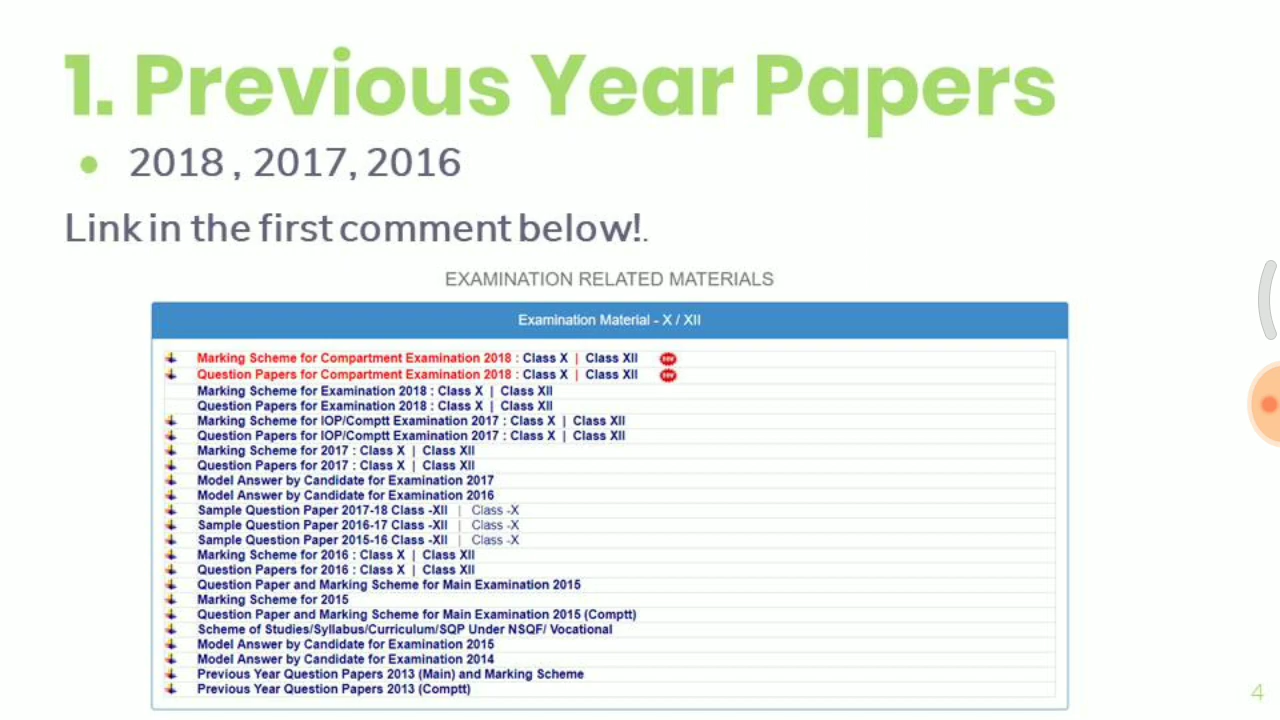 1. Previous Year Papers
● 2018 , 2017, 2016
Link in the first comment below!.
EXAMINATION RELATED MATERIALS
Examination Material - X / XII
Marking Scheme for Compartment Examination 2018 : Class X | Class XII
Question Papers for Compartment Examination 2018 : Class X | Class XII
Marking Scheme for Examination 2018 : Class X | Class XII
Question Papers for Examination 2018 : Class X | Class XII
Marking Scheme for IOP/Comptt Examination 2017 : Class X | Class XII
Question Papers for IOP/Comptt Examination 2017 : Class X | Class XII
Marking Scheme for 2017 : Class X | Class XII
Question Papers for 2017 : Class X | Class XII
Model Answer by Candidate for Examination 2017
Model Answer by Candidate for Examination 2016
Sample Question Paper 2017-18 Class -XII | Class -X
Sample Question Paper 2016-17 Class -XII | Class -X
Sample Question Paper 2015-16 Class -XII | Class -X
Marking Scheme for 2016 : Class X | Class XII
Question Papers for 2016 : Class X | Class XII
Question Paper and Marking Scheme for Main Examination 2015
Marking Scheme for 2015
Question Paper and Marking Scheme for Main Examination 2015 (Comptt)
Scheme of Studies/Syllabus/Curriculum/SQP Under NSQF/ Vocational
Model Answer by Candidate for Examination 2015
Model Answer by Candidate for Examination 2014
Previous Year Question Papers 2013 (Main) and Marking Scheme
Previous Year Question Papers 2013 (Comptt)
4